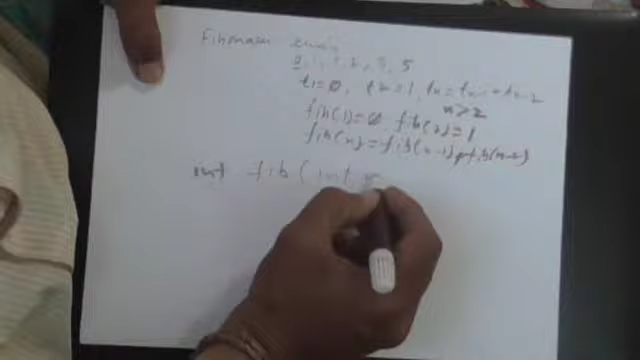 Fibonacci series
0, 1, 1, 2, 3, 5
t1=0, t2=1, tn=tn-1+tn-2
n>2
fib(1)=0 fib(2)=1
fib(n)=fib(n-1)+fib(n-2)
int fib(int n